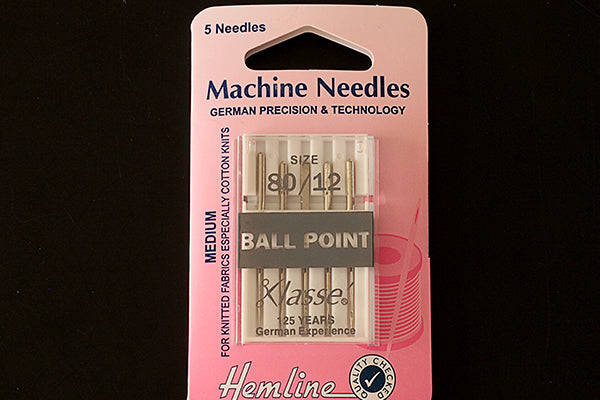 5 Needles
Machine Needles
GERMAN PRECISION & TECHNOLOGY
MEDIUM
FOR KNITTED FABRICS ESPECIALLY COTTON KNITS
SIZE
80/12
BALL POINT
Klassé
125 YEARS
German Experience
Hemline
QUALITY CHECKED